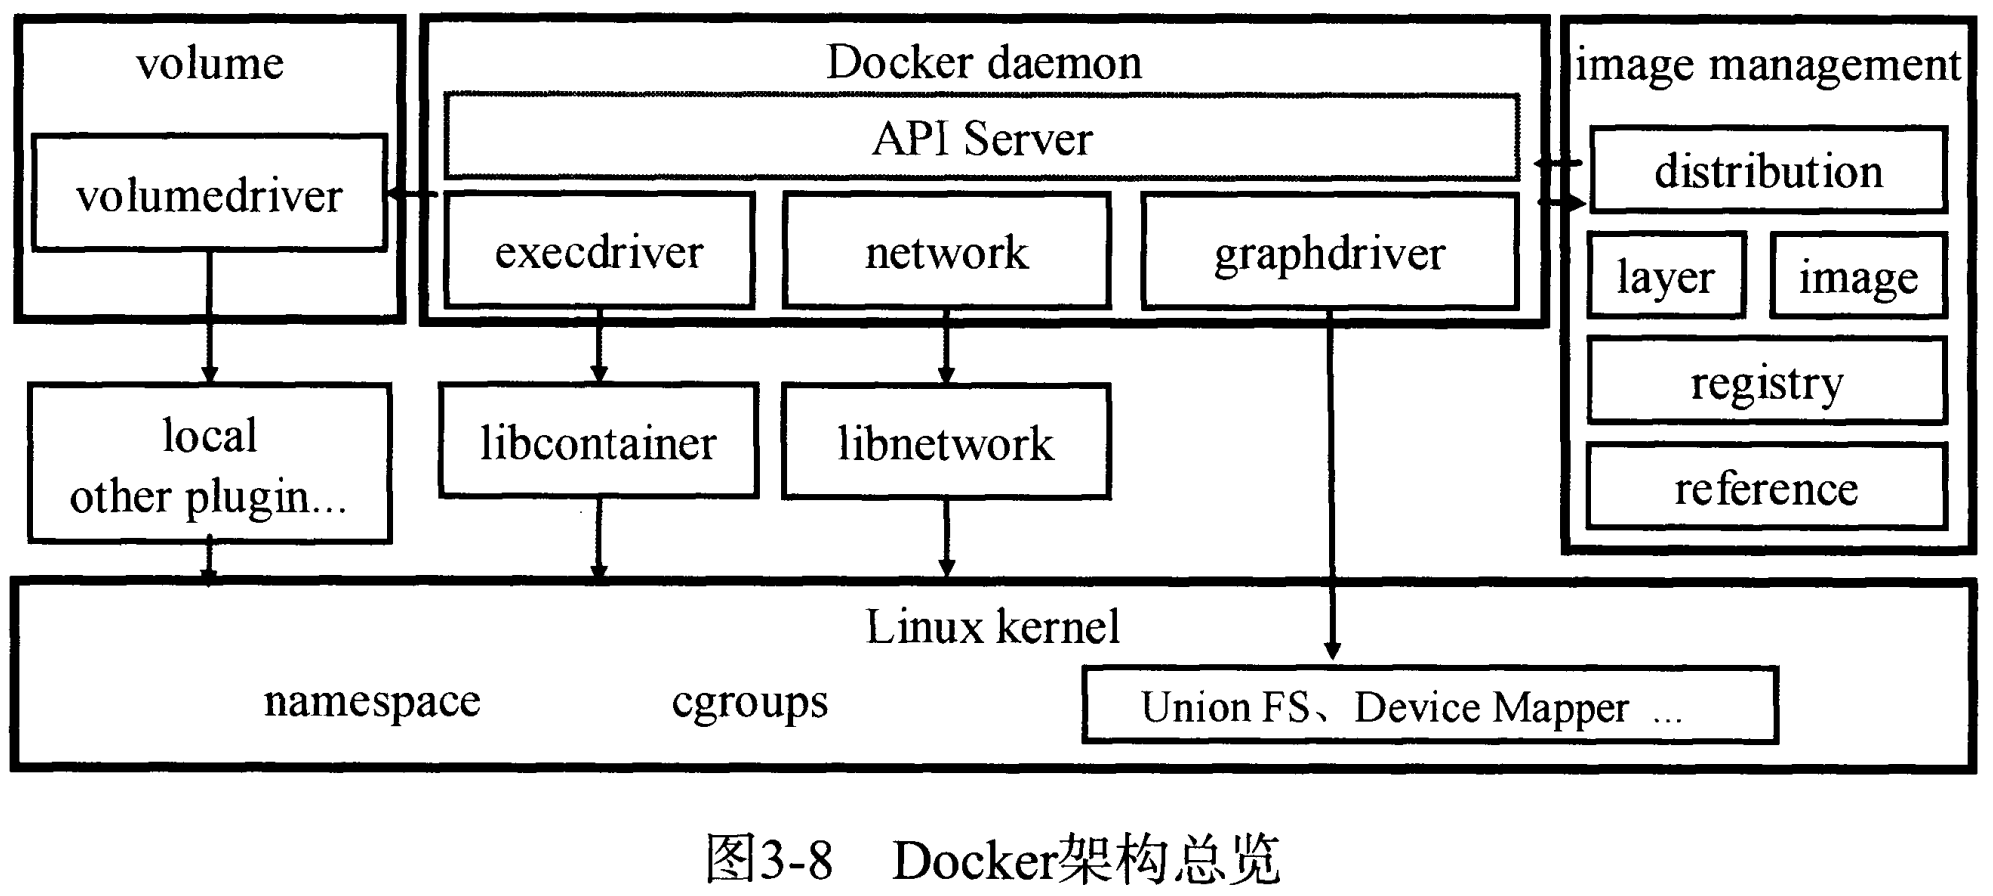 volume
volumedriver
local
other plugin...
Docker daemon
API Server
execdriver
network
graphdriver
libcontainer
libnetwork
image management
distribution
layer
image
registry
reference
Linux kernel
namespace
cgroups
Union FS、Device Mapper ...
图3-8 Docker架构总览